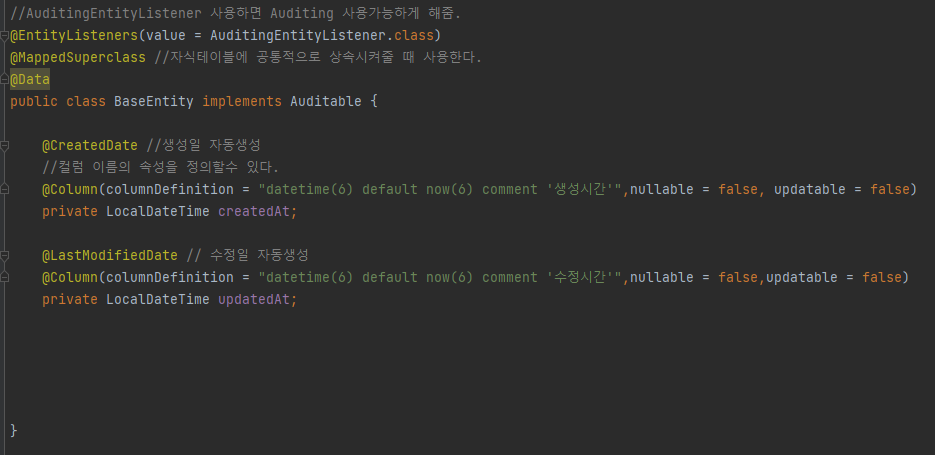 //AuditingEntityListener 사용하면 Auditing 사용가능하게 해줌.
@EntityListeners(value = AuditingEntityListener.class)
@MappedSuperclass //자식테이블에 공통적으로 상속시켜줄 때 사용한다.
@Data
public class BaseEntity implements Auditable {
@CreatedDate //생성일 자동생성
//컬럼 이름의 속성을 정의할수 있다.
@Column(columnDefinition = "datetime(6) default now(6) comment '생성시간'",nullable = false, updatable = false)
private LocalDateTime createdAt;
@LastModifiedDate // 수정일 자동생성
@Column(columnDefinition = "datetime(6) default now(6) comment '수정시간'",nullable = false,updatable = false)
private LocalDateTime updatedAt;
}